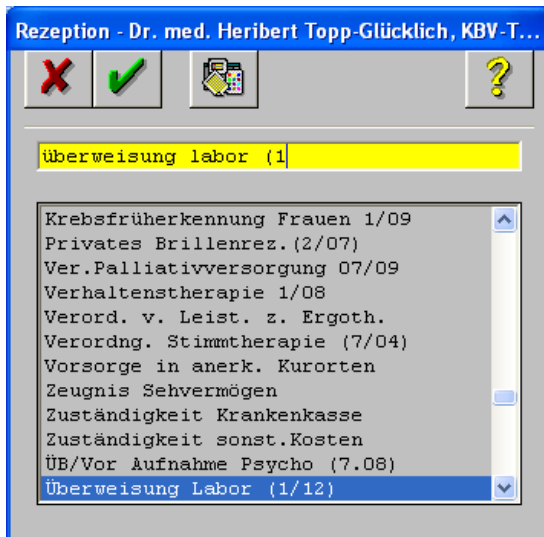 Rezeption - Dr. med. Heribert Topp-Glücklich, KBV-T...
überweisung labor (1
Krebsfrüherkennung Frauen 1/09
Privates Brillenrez.(2/07)
Ver.Palliativversorgung 07/09
Verhaltenstherapie 1/08
Verord. v. Leist. z. Ergoth.
Verordng. Stimmtherapie (7/04)
Vorsorge in anerk. Kurorten
Zeugnis Sehvermögen
Zuständigkeit Krankenkasse
Zuständigkeit sonst.Kosten
ÜB/Vor Aufnahme Psycho (7.08)
Überweisung Labor (1/12)